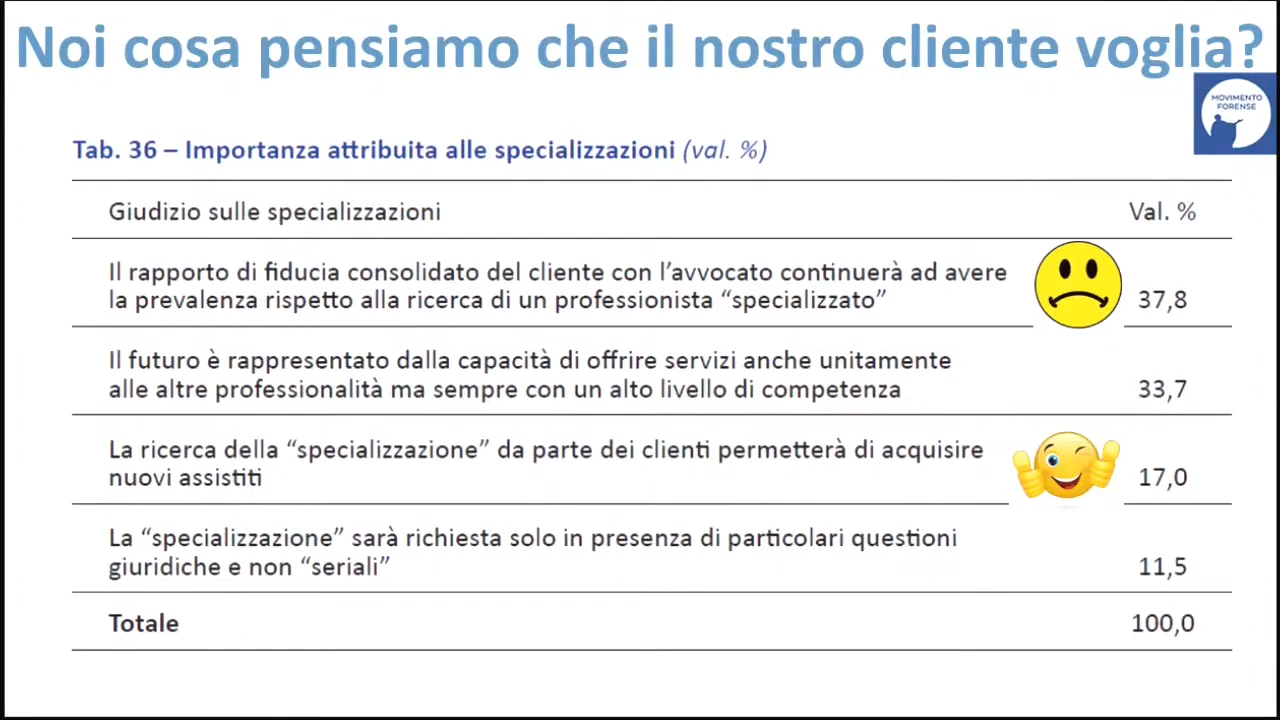 Noi cosa pensiamo che il nostro cliente voglia?
MOVIMENTO
FORENSE
Tab. 36 – Importanza attribuita alle specializzazioni (val. %)
Giudizio sulle specializzazioni Val. %
Il rapporto di fiducia consolidato del cliente con l’avvocato continuerà ad avere
la prevalenza rispetto alla ricerca di un professionista “specializzato” 37,8
Il futuro è rappresentato dalla capacità di offrire servizi anche unitamente
alle altre professionalità ma sempre con un alto livello di competenza 33,7
La ricerca della “specializzazione” da parte dei clienti permetterà di acquisire
nuovi assistiti 17,0
La “specializzazione” sarà richiesta solo in presenza di particolari questioni
giuridiche e non “seriali” 11,5
Totale 100,0